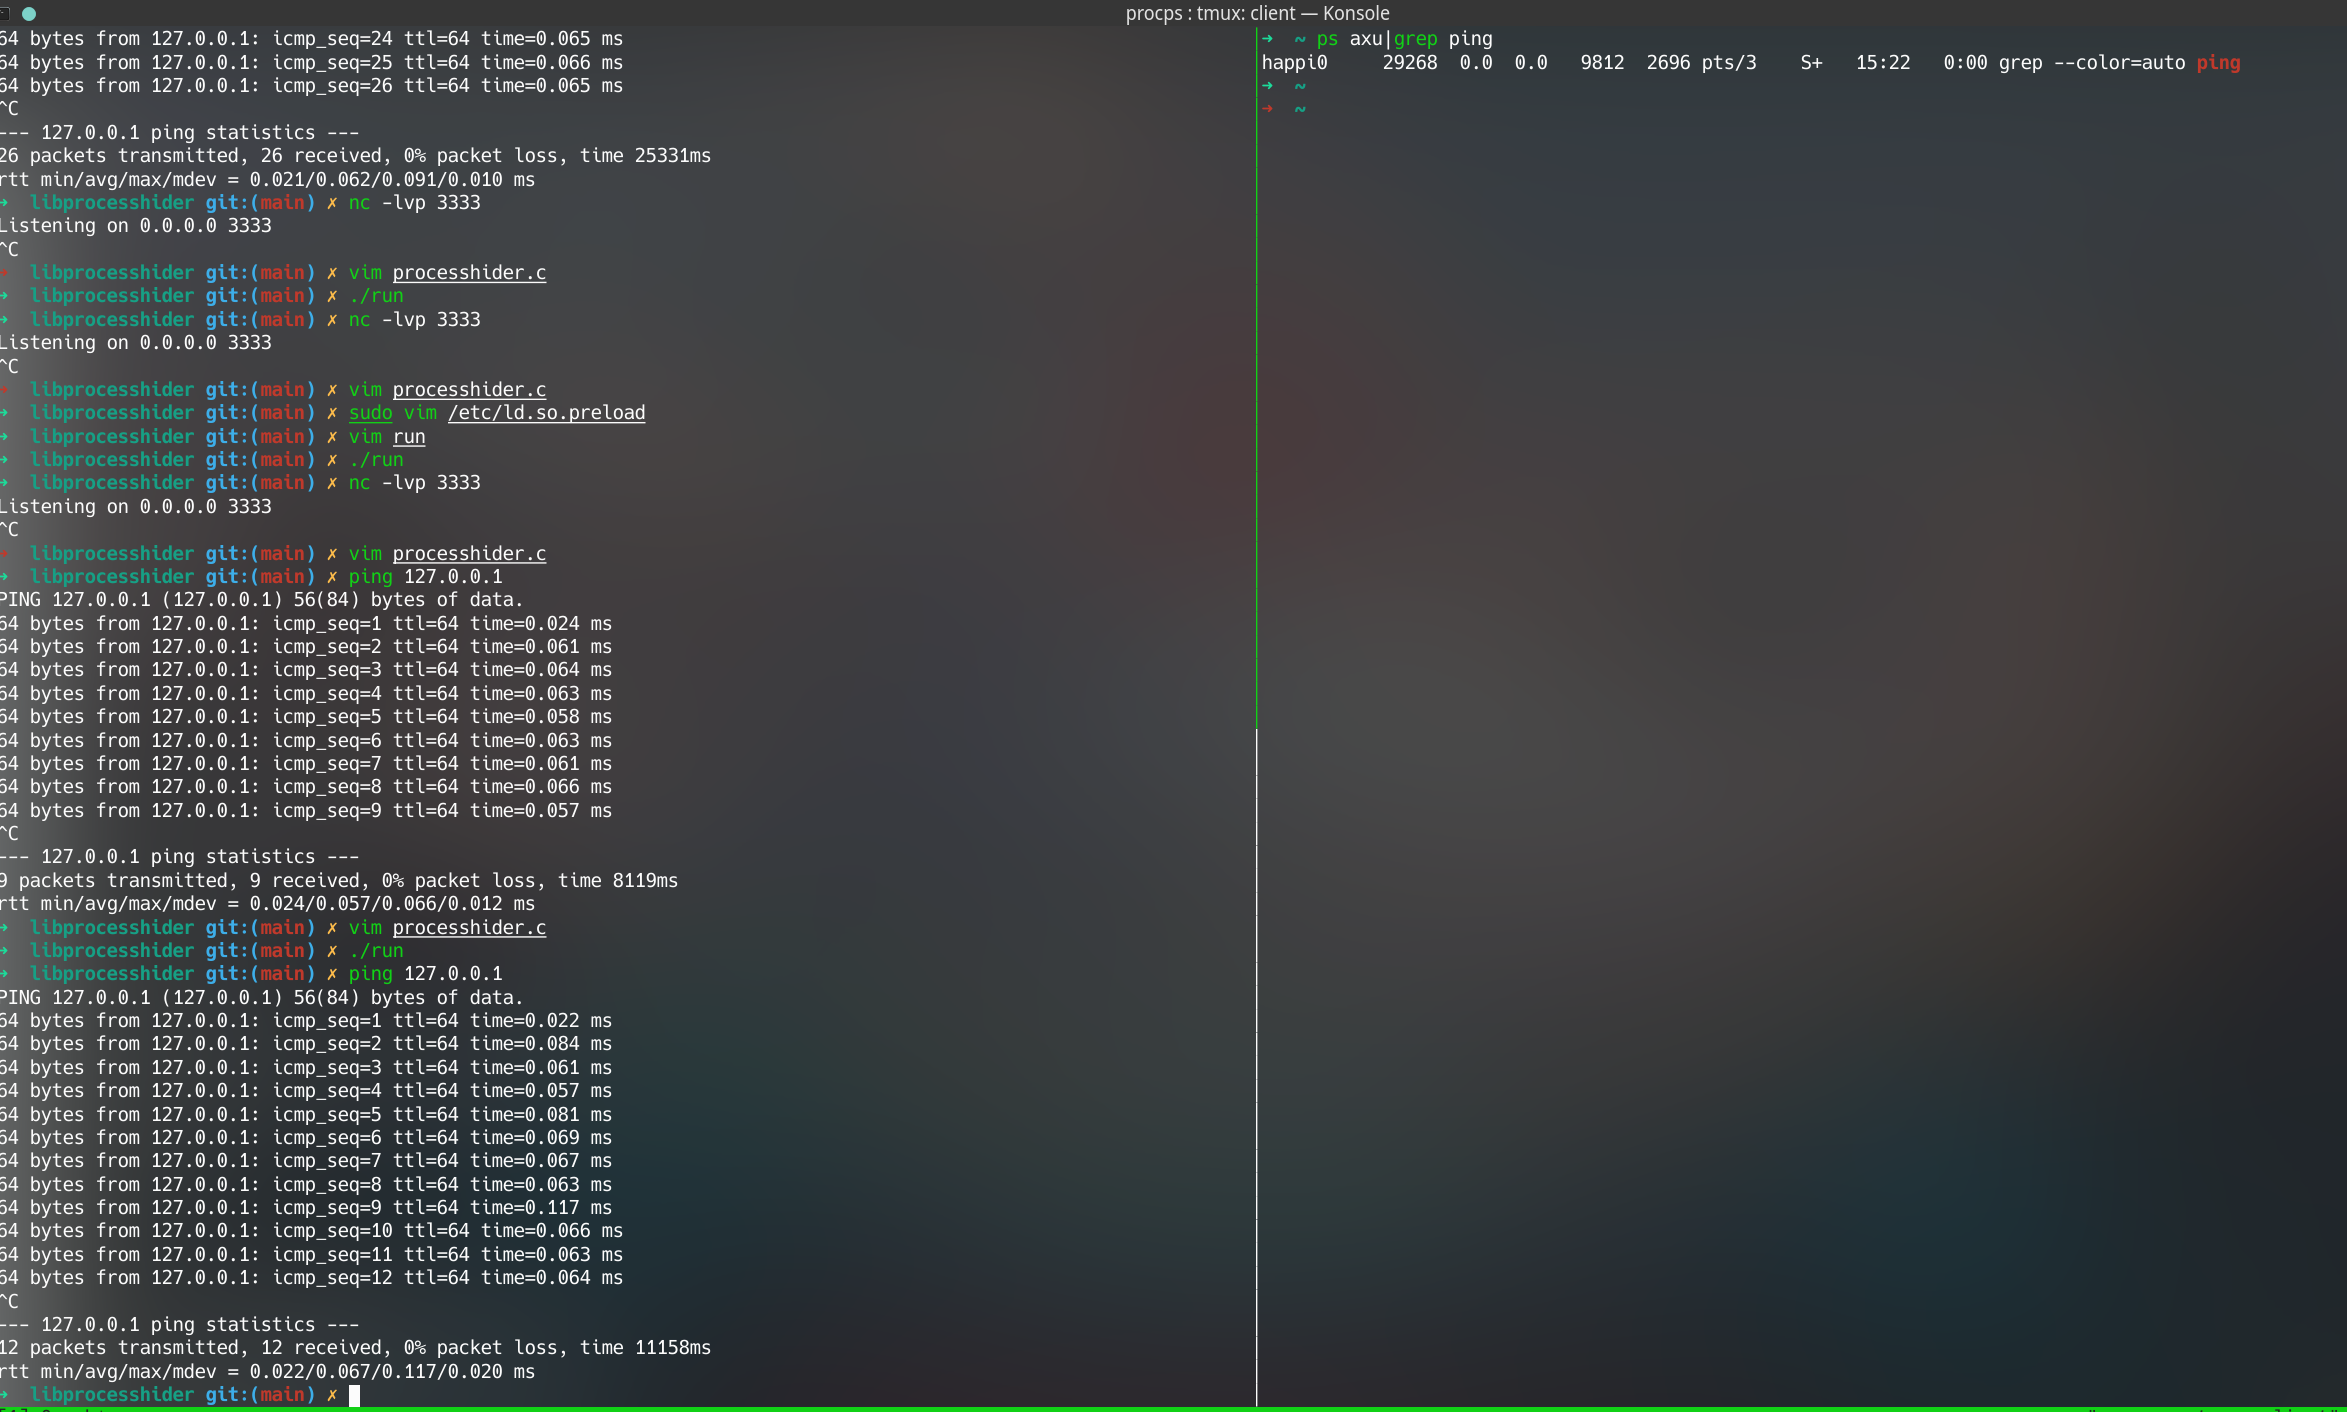 procps : tmux: client — Konsole
64 bytes from 127.0.0.1: icmp_seq=24 ttl=64 time=0.065 ms
64 bytes from 127.0.0.1: icmp_seq=25 ttl=64 time=0.066 ms
64 bytes from 127.0.0.1: icmp_seq=26 ttl=64 time=0.065 ms
^C
--- 127.0.0.1 ping statistics ---
26 packets transmitted, 26 received, 0% packet loss, time 25331ms
rtt min/avg/max/mdev = 0.021/0.062/0.091/0.010 ms
→ libprocesshider git:(main) ✗ nc -lvp 3333
Listening on 0.0.0.0 3333
^C
→ libprocesshider git:(main) ✗ vim processhider.c
→ libprocesshider git:(main) ✗ ./run
→ libprocesshider git:(main) ✗ nc -lvp 3333
Listening on 0.0.0.0 3333
^C
→ libprocesshider git:(main) ✗ vim processhider.c
→ libprocesshider git:(main) ✗ sudo vim /etc/ld.so.preload
→ libprocesshider git:(main) ✗ vim run
→ libprocesshider git:(main) ✗ ./run
→ libprocesshider git:(main) ✗ nc -lvp 3333
Listening on 0.0.0.0 3333
^C
→ libprocesshider git:(main) ✗ vim processhider.c
→ libprocesshider git:(main) ✗ ping 127.0.0.1
PING 127.0.0.1 (127.0.0.1) 56(84) bytes of data.
64 bytes from 127.0.0.1: icmp_seq=1 ttl=64 time=0.024 ms
64 bytes from 127.0.0.1: icmp_seq=2 ttl=64 time=0.061 ms
64 bytes from 127.0.0.1: icmp_seq=3 ttl=64 time=0.064 ms
64 bytes from 127.0.0.1: icmp_seq=4 ttl=64 time=0.063 ms
64 bytes from 127.0.0.1: icmp_seq=5 ttl=64 time=0.058 ms
64 bytes from 127.0.0.1: icmp_seq=6 ttl=64 time=0.063 ms
64 bytes from 127.0.0.1: icmp_seq=7 ttl=64 time=0.061 ms
64 bytes from 127.0.0.1: icmp_seq=8 ttl=64 time=0.066 ms
64 bytes from 127.0.0.1: icmp_seq=9 ttl=64 time=0.057 ms
^C
--- 127.0.0.1 ping statistics ---
9 packets transmitted, 9 received, 0% packet loss, time 8119ms
rtt min/avg/max/mdev = 0.024/0.057/0.066/0.012 ms
→ libprocesshider git:(main) ✗ vim processhider.c
→ libprocesshider git:(main) ✗ ./run
→ libprocesshider git:(main) ✗ ping 127.0.0.1
PING 127.0.0.1 (127.0.0.1) 56(84) bytes of data.
64 bytes from 127.0.0.1: icmp_seq=1 ttl=64 time=0.022 ms
64 bytes from 127.0.0.1: icmp_seq=2 ttl=64 time=0.084 ms
64 bytes from 127.0.0.1: icmp_seq=3 ttl=64 time=0.061 ms
64 bytes from 127.0.0.1: icmp_seq=4 ttl=64 time=0.057 ms
64 bytes from 127.0.0.1: icmp_seq=5 ttl=64 time=0.081 ms
64 bytes from 127.0.0.1: icmp_seq=6 ttl=64 time=0.069 ms
64 bytes from 127.0.0.1: icmp_seq=7 ttl=64 time=0.067 ms
64 bytes from 127.0.0.1: icmp_seq=8 ttl=64 time=0.063 ms
64 bytes from 127.0.0.1: icmp_seq=9 ttl=64 time=0.117 ms
64 bytes from 127.0.0.1: icmp_seq=10 ttl=64 time=0.066 ms
64 bytes from 127.0.0.1: icmp_seq=11 ttl=64 time=0.063 ms
64 bytes from 127.0.0.1: icmp_seq=12 ttl=64 time=0.064 ms
^C
--- 127.0.0.1 ping statistics ---
12 packets transmitted, 12 received, 0% packet loss, time 11158ms
rtt min/avg/max/mdev = 0.022/0.067/0.117/0.020 ms
→ libprocesshider git:(main) ✗
→ ~ ps axu|grep ping
happi0 29268 0.0 0.0 9812 2696 pts/3 S+ 15:22 0:00 grep --color=auto ping
→ ~
→ ~